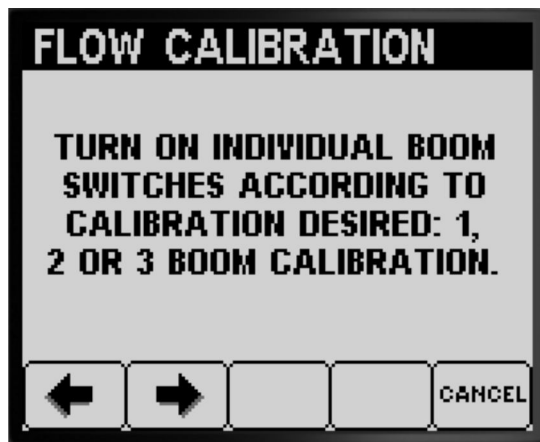 FLOW CALIBRATION
TURN ON INDIVIDUAL BOOM
SWITCHES ACCORDING TO
CALIBRATION DESIRED: 1,
2 OR 3 BOOM CALIBRATION.
CANCEL